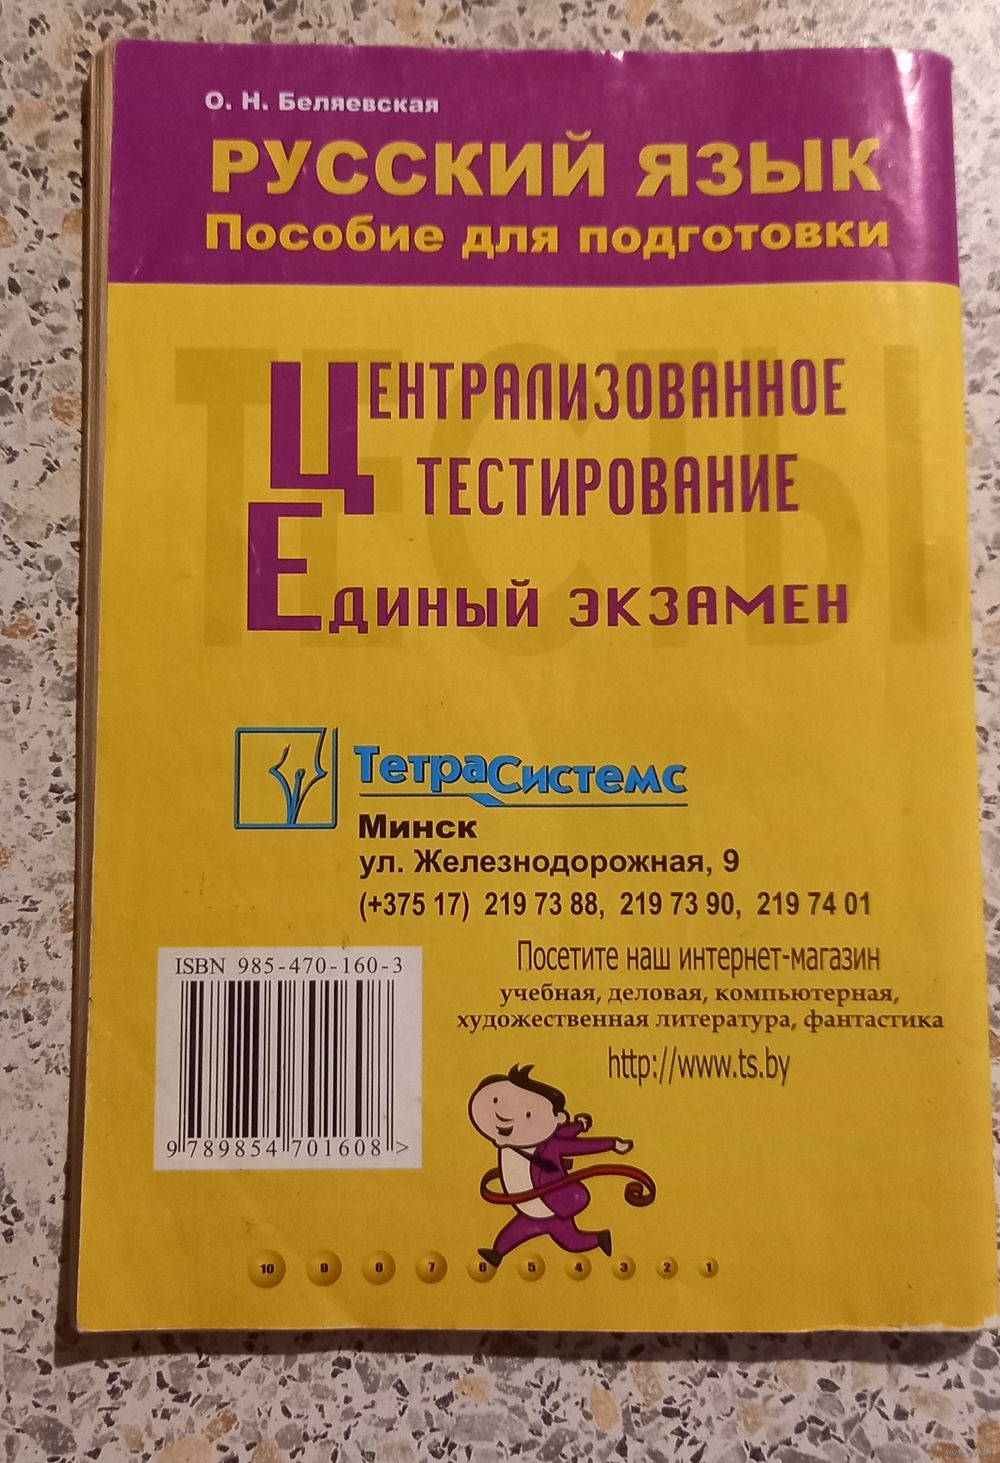 О. Н. Беляевская
РУССКИЙ ЯЗЫК
Пособие для подготовки
ТЕСТЫ
ЦЕНТРАЛИЗОВАННОЕ
ТЕСТИРОВАНИЕ
ЕДИНЫЙ ЭКЗАМЕН
ТетраСистемс
Минск
ул. Железнодорожная, 9
(+375 17) 219 73 88, 219 73 90, 219 74 01
Посетите наш интернет-магазин
учебная, деловая, компьютерная,
художественная литература, фантастика
http://www.ts.by
ISBN 985-470-160-3
9 789854 701608 >
10 9 8 7 6 5 4 3 2 1